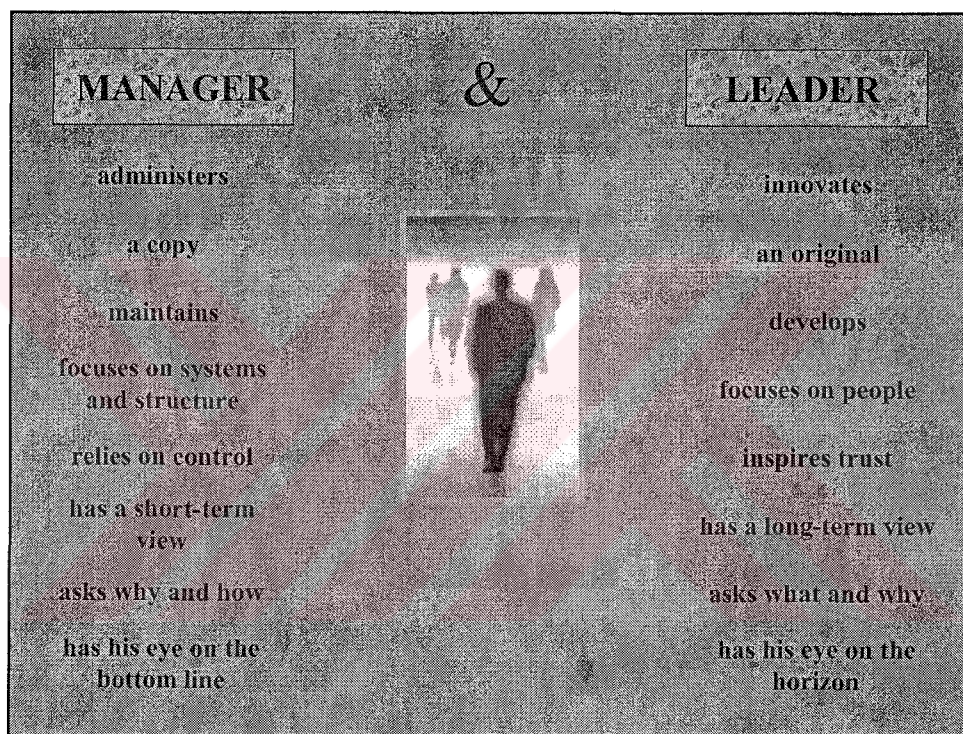 MANAGER & LEADER
administers
innovates
a copy
an original
maintains
develops
focuses on systems
and structure
focuses on people
relies on control
inspires trust
has a short-term
view
has a long-term view
asks why and how
asks what and why
has his eye on the
bottom line
has his eye on the
horizon